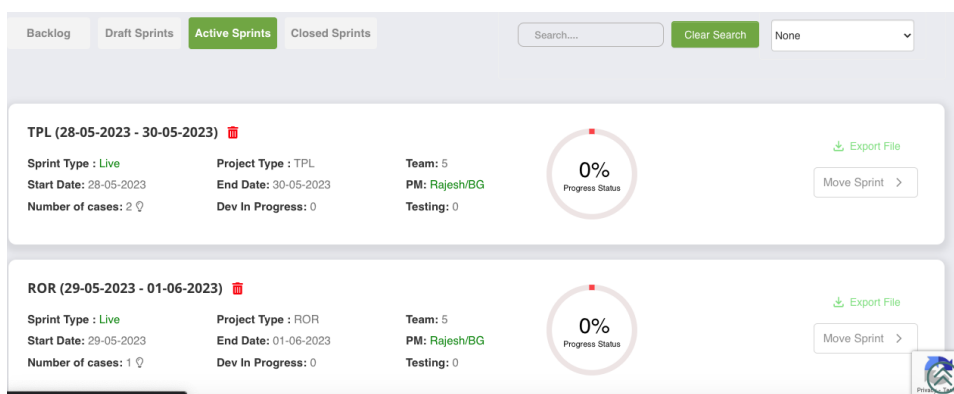 Backlog Draft Sprints Active Sprints Closed Sprints Search.... Clear Search None
TPL (28-05-2023 - 30-05-2023)
Sprint Type : Live Project Type : TPL Team: 5
Start Date: 28-05-2023 End Date: 30-05-2023 PM: Rajesh/BG
Number of cases: 2 Dev In Progress: 0 Testing: 0
0%
Progress Status
Export File
Move Sprint
ROR (29-05-2023 - 01-06-2023)
Sprint Type : Live Project Type : ROR Team: 5
Start Date: 29-05-2023 End Date: 01-06-2023 PM: Rajesh/BG
Number of cases: 1 Dev In Progress: 0 Testing: 0
0%
Progress Status
Export File
Move Sprint